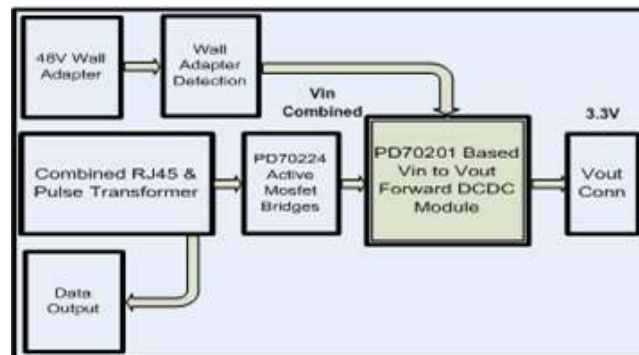 48V Wall
Adapter
Wall
Adapter
Detection
Vin
Combined
3.3V
Combined RJ45 &
Pulse Transformer
PD70224
Active
Mosfet
Bridges
PD70201 Based
Vin to Vout
Forward DCDC
Module
Vout
Conn
Data
Output